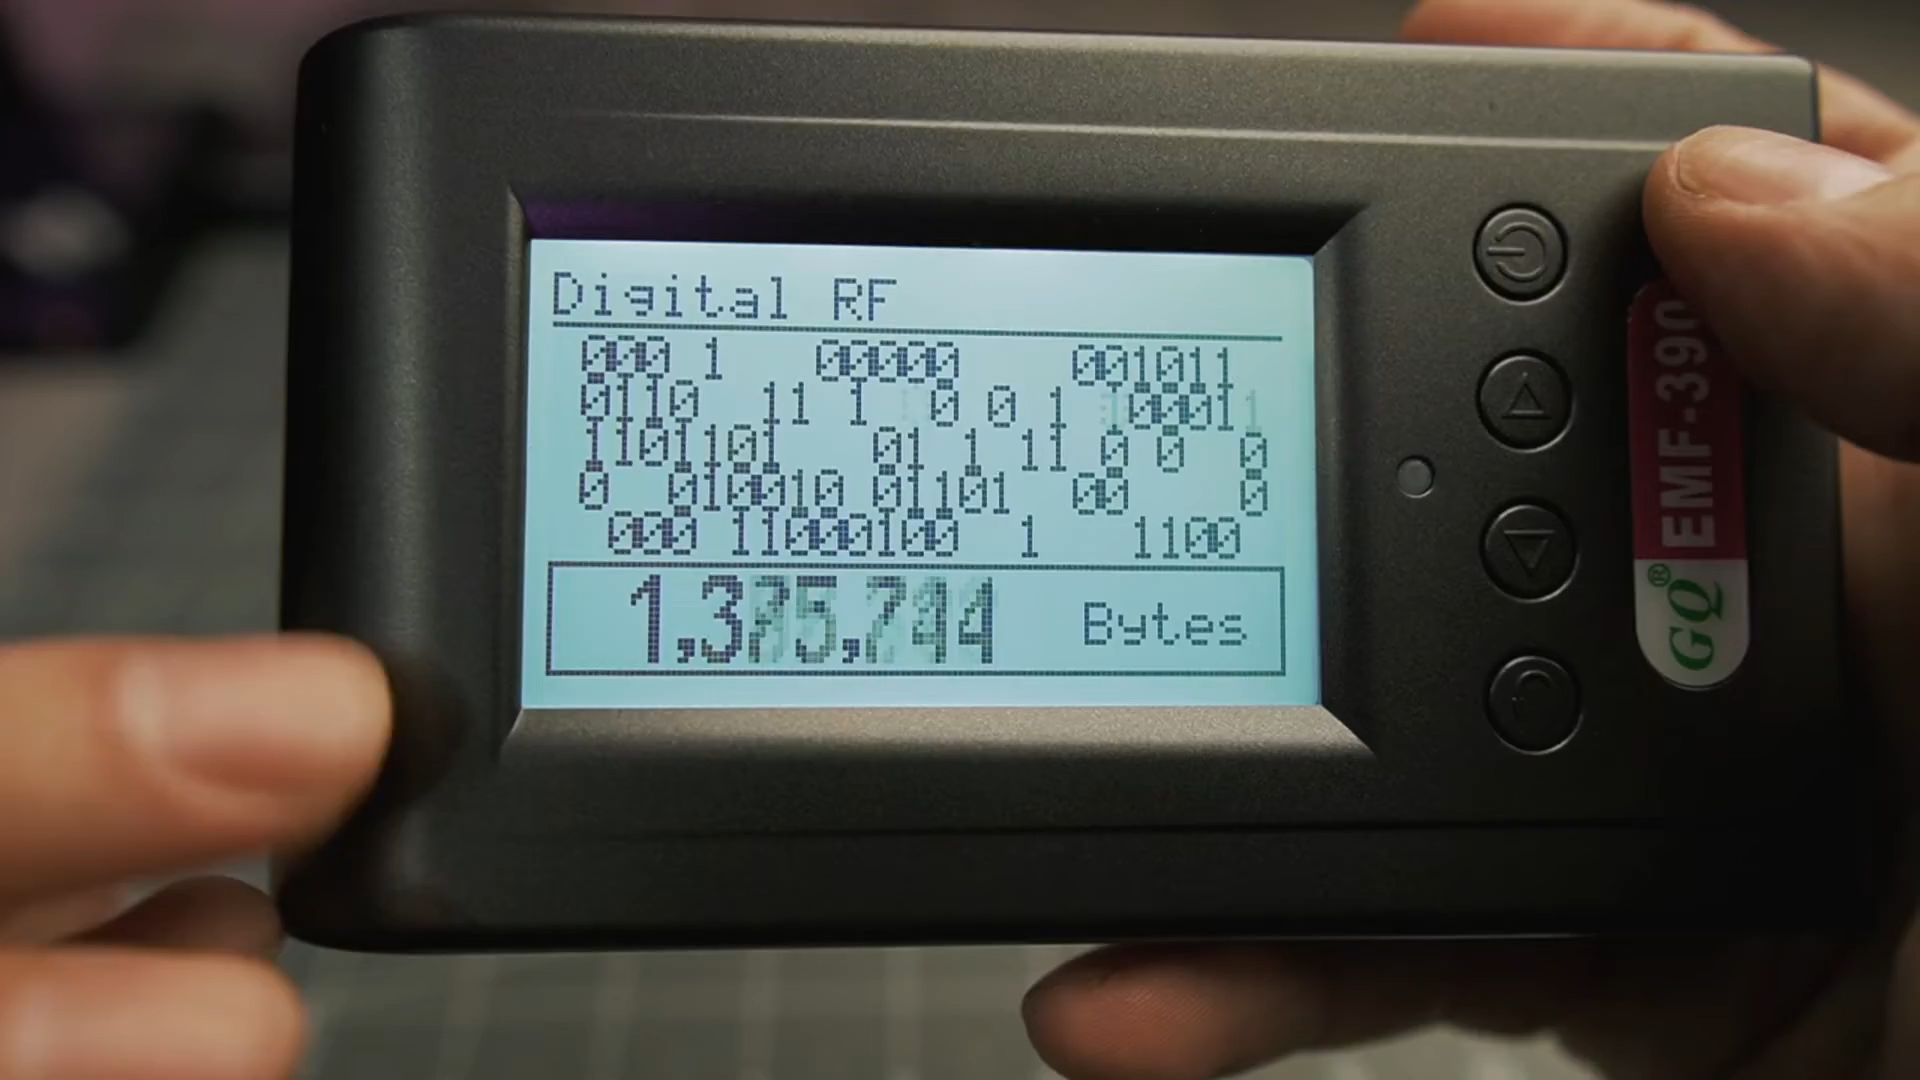 Digital RF
000 1 00000 001011
0110 11 1 0 0 1 00011
1101101 01 1 11 0 0 0
0 010010 01101 00 0
000 11000100 1 1100
Bytes
EMF-390
GQ®